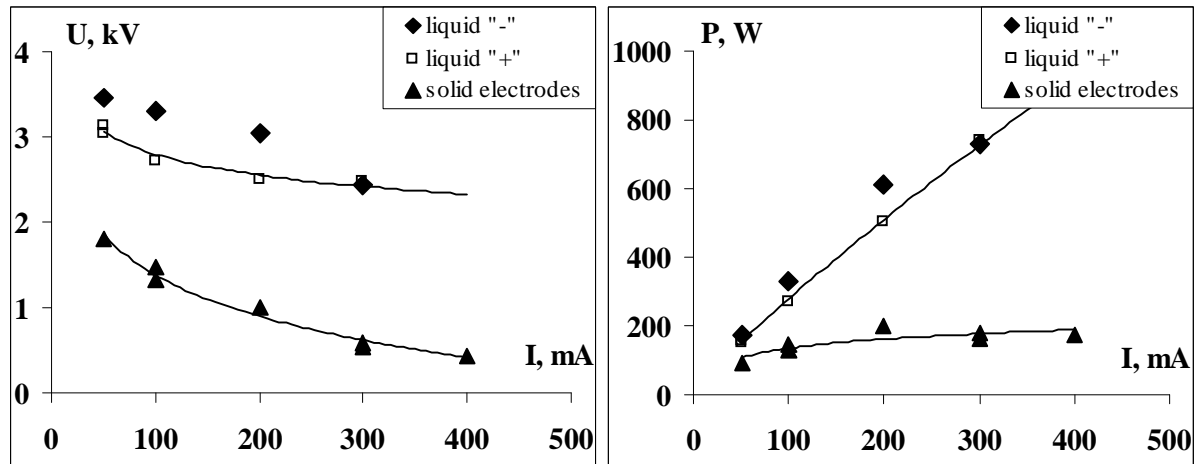 U, kV
liquid "-"
liquid "+"
solid electrodes
4
3
2
1
0
I, mA
0 100 200 300 400 500
P, W
liquid "-"
liquid "+"
solid electrodes
1000
800
600
400
200
0
I, mA
0 100 200 300 400 500